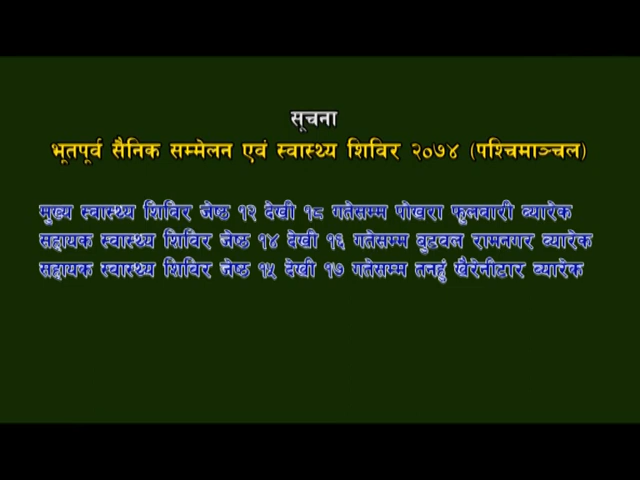 सूचना
भूतपूर्व सैनिक सम्मेलन एवं स्वास्थ्य शिविर २०७४ (पश्चिमाञ्चल)
मुख्य स्वास्थ्य शिविर जेष्ठ १२ देखी १८ गतेसम्म पोखरा फूलबारी ब्यारेक
सहायक स्वास्थ्य शिविर जेष्ठ १४ देखी १६ गतेसम्म बुटवल रामनगर ब्यारेक
सहायक स्वास्थ्य शिविर जेष्ठ १५ देखी १७ गतेसम्म तनहुं खैरेनीटार ब्यारेक